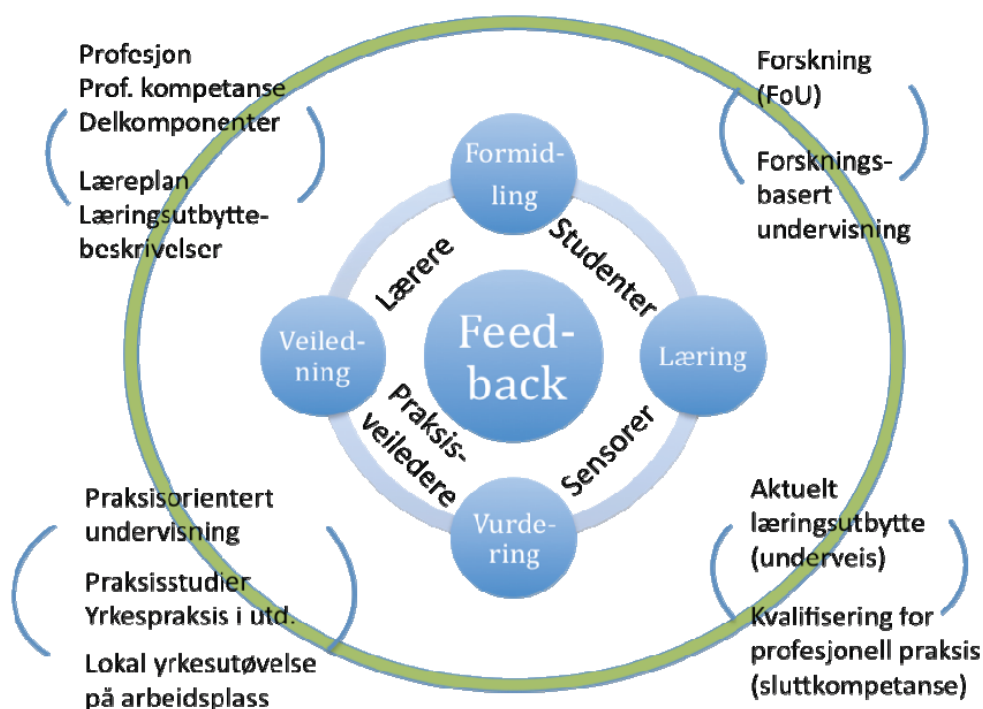 Profesjon
Prof. kompetanse
Delkomponenter
Læreplan
Læringsutbytte-
beskrivelser
Forskning
(FoU)
Forsknings-
basert
undervisning
Formid-
ling
Lærere
Studenter
Veiled-
ning
Feed-
back
Læring
Praksis-
veiledere
Sensorer
Vurde-
ring
Praksisorientert
undervisning
Praksisstudier
Yrkespraksis i utd.
Lokal yrkesutøvelse
på arbeidsplass
Aktuelt
læringsutbytte
(underveis)
Kvalifisering for
profesjonell praksis
(sluttkompetanse)